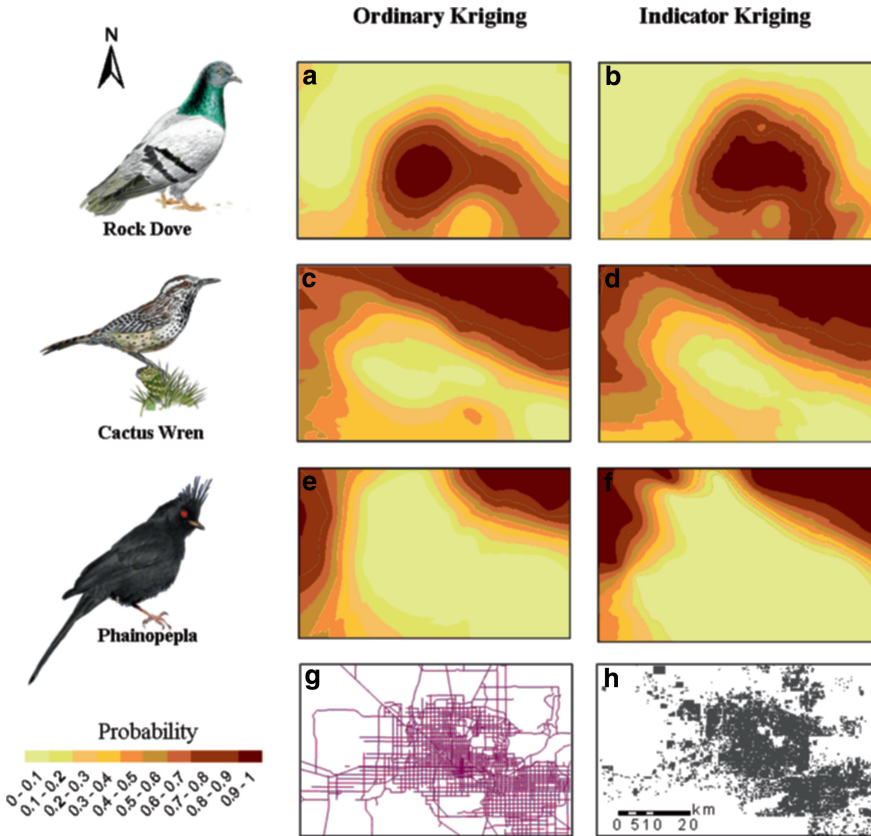 Ordinary Kriging
Indicator Kriging
N
a
b
Rock Dove
c
d
Cactus Wren
e
f
Phainopepla
g
h
Probability
0 - 0.1
0.1 - 0.2
0.2 - 0.3
0.3 - 0.4
0.4 - 0.5
0.5 - 0.6
0.6 - 0.7
0.7 - 0.8
0.8 - 0.9
0.9 - 1
km
0 5 10 20